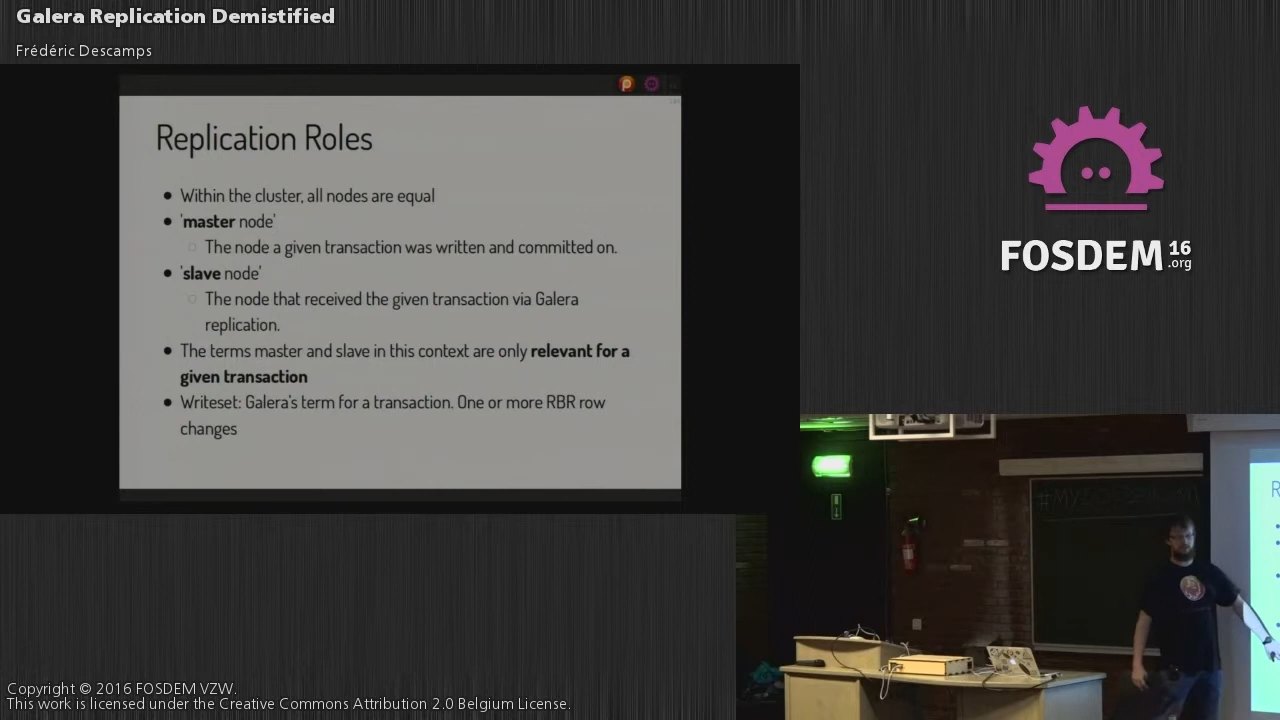 Galera Replication Demistified
Frédéric Descamps
Replication Roles
Within the cluster, all nodes are equal
'master node'
The node a given transaction was written and committed on.
'slave node'
The node that received the given transaction via Galera
replication.
The terms master and slave in this context are only relevant for a
given transaction
Writeset: Galera's term for a transaction. One or more RBR row
changes
FOSDEM 16
.org
Copyright © 2016 FOSDEM VZW.
This work is licensed under the Creative Commons Attribution 2.0 Belgium License.